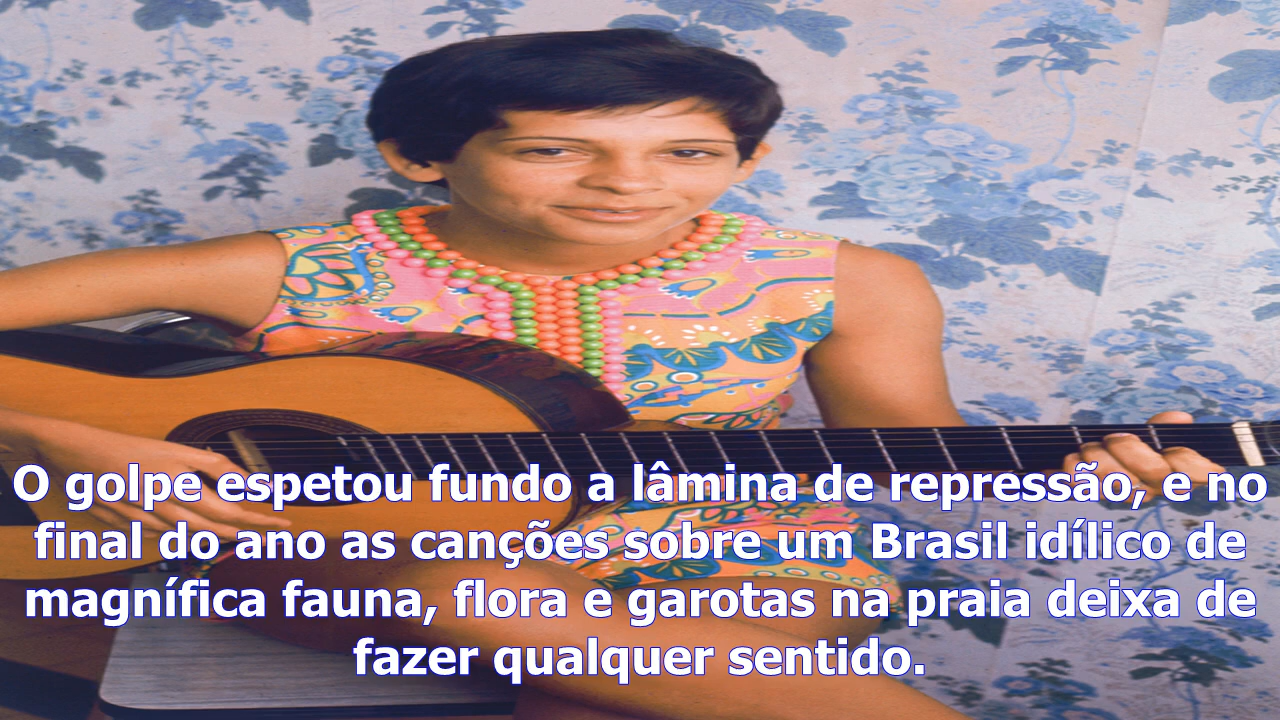 O golpe espetou fundo a lâmina de repressão, e no
final do ano as canções sobre um Brasil idílico de
magnífica fauna, flora e garotas na praia deixa de
fazer qualquer sentido.